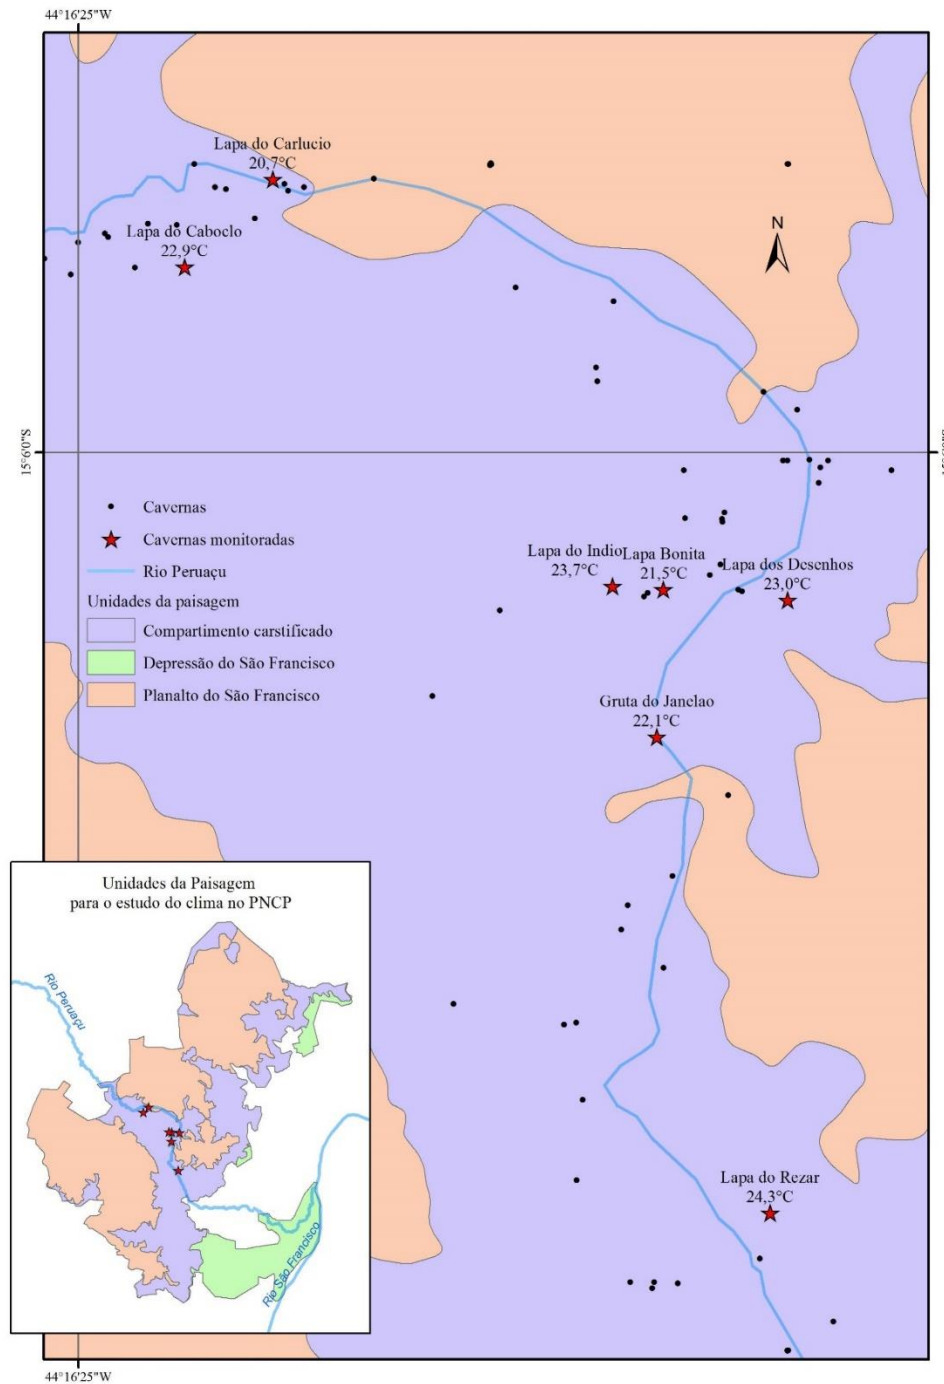 44°16'25"W
Lapa do Carlucio
20,7°C
Lapa do Caboclo
22,9°C
N
15°6'0"S
Cavernas
Cavernas monitoradas
Rio Peruaçu
Unidades da paisagem
Compartimento carstificado
Depressão do São Francisco
Planalto do São Francisco
Lapa do Indio
23,7°C
Lapa Bonita
21,5°C
Lapa dos Desenhos
23,0°C
Gruta do Janelao
22,1°C
Unidades da Paisagem
para o estudo do clima no PNCP
Rio Peruaçu
Rio São Francisco
Lapa do Rezar
24,3°C
44°16'25"W